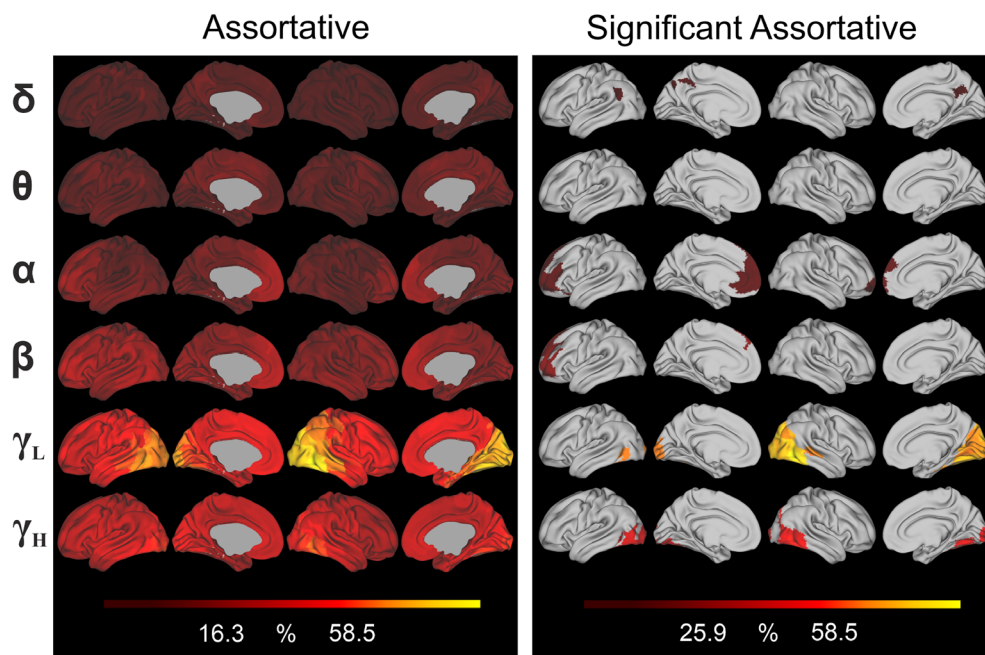 Assortative
Significant Assortative
δ
θ
α
β
γL
γH
16.3 % 58.5
25.9 % 58.5